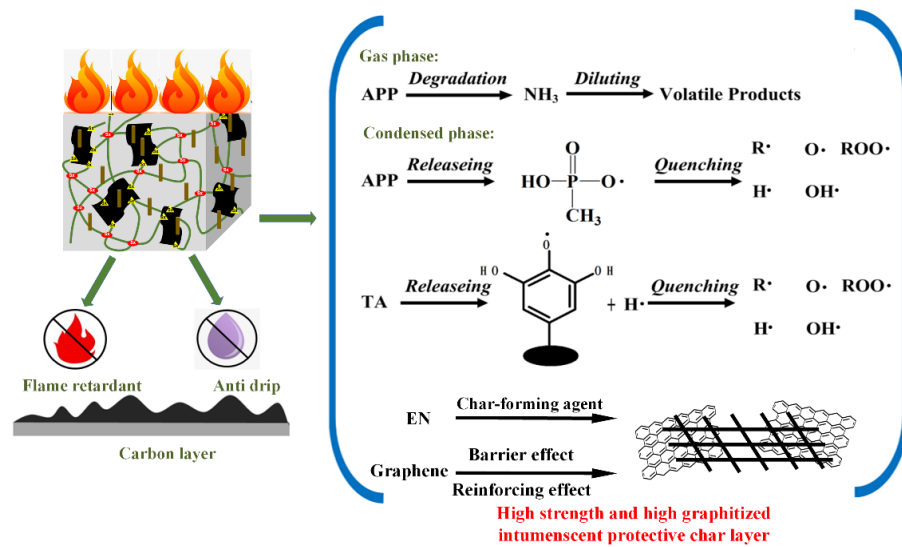 Gas phase:
APP Degradation NH₃ Diluting Volatile Products
Condensed phase:
APP Releaseing Quenching
O
HO-P-O·
CH₃
R· O· ROO·
H· OH·
TA Releaseing Quenching
·
O
HO OH
+ H·
R· O· ROO·
H· OH·
EN Char-forming agent
Graphene Barrier effect
Reinforcing effect
High strength and high graphitized
intumenscent protective char layer
Flame retardant Anti drip
Carbon layer